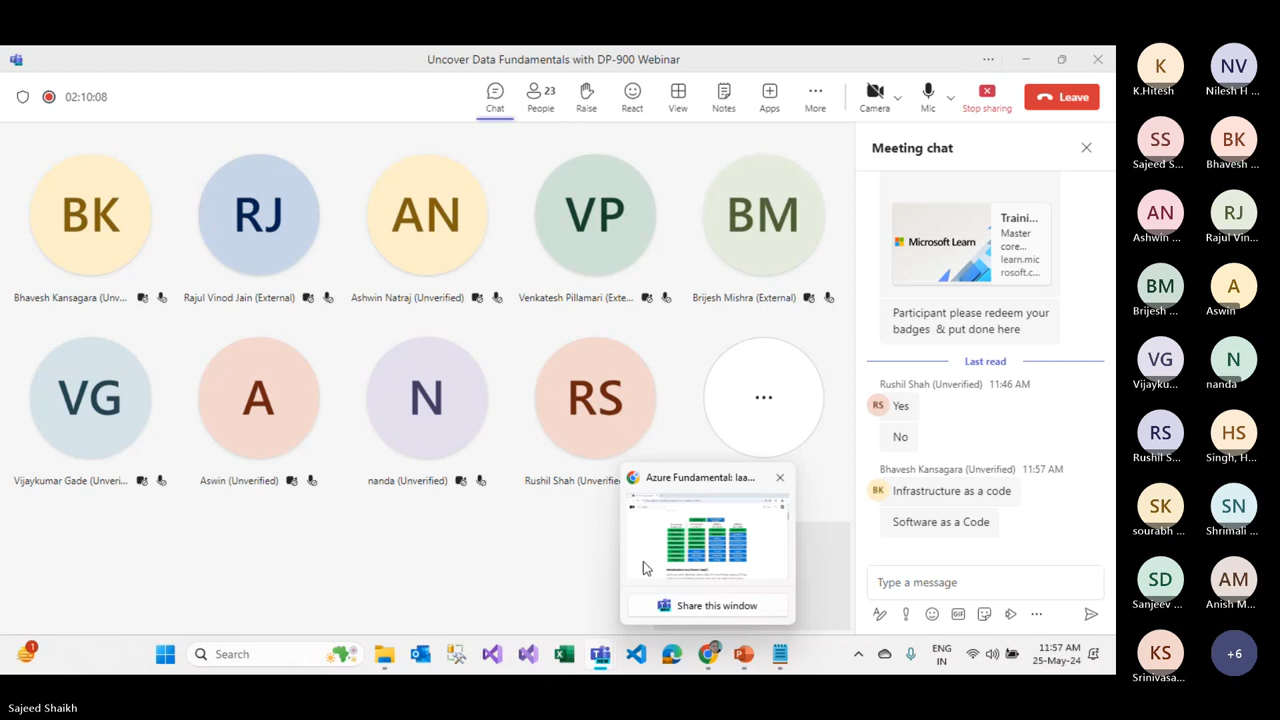 Uncover Data Fundamentals with DP-900 Webinar
02:10:08
Chat
23
People
Raise
React
View
Notes
Apps
More
Camera
Mic
Stop sharing
Leave
BK
RJ
AN
VP
BM
Bhavesh Kansagara (Unv...
Rajul Vinod Jain (External)
Ashwin Natraj (Unverified)
Venkatesh Pillamari (Exte...
Brijesh Mishra (External)
VG
A
N
RS
...
Vijaykumar Gade (Unveri...
Aswin (Unverified)
nanda (Unverified)
Rushil Shah (Unverifie
Azure Fundamental: Iaa...
Share this window
Meeting chat
Microsoft Learn
Traini...
Master
core...
learn.mic
rosoft.c...
Participant please redeem your
badges & put done here
Last read
Rushil Shah (Unverified) 11:46 AM
RS
Yes
No
Bhavesh Kansagara (Unverified) 11:57 AM
BK
Infrastructure as a code
Software as a Code
Type a message
GIF
1
Search
ENG
IN
11:57 AM
25-May-24
K
K.Hitesh
NV
Nilesh H ...
SS
Sajeed S...
BK
Bhavesh ...
AN
Ashwin ...
RJ
Rajul Vin...
BM
Brijesh ...
A
Aswin
VG
Vijayku...
N
nanda
RS
Rushil S...
HS
Singh, H...
SK
sourabh ...
SN
Shrimali ...
SD
Sanjeev ...
AM
Anish M...
KS
Srinivasa...
+6
Sajeed Shaikh